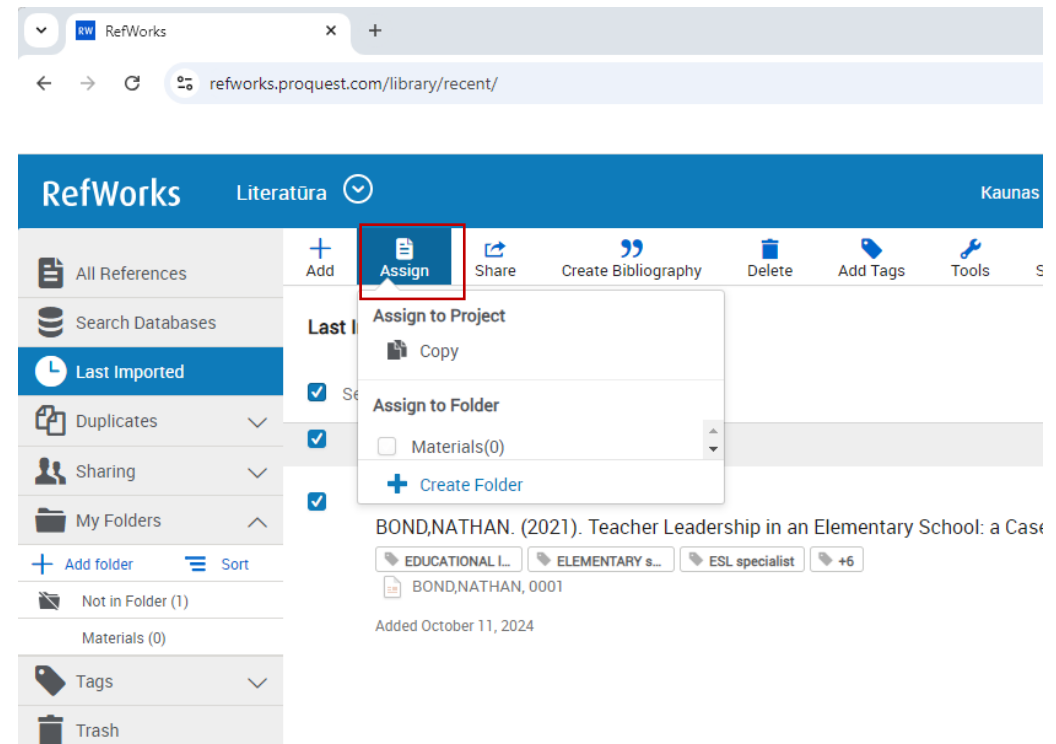 RW RefWorks
refworks.proquest.com/library/recent/
RefWorks Literatūra Kaunas
Add Assign Share Create Bibliography Delete Add Tags Tools S
All References
Search Databases
Last Imported
Duplicates
Sharing
My Folders
Add folder Sort
Not in Folder (1)
Materials (0)
Tags
Trash
Last I
Se
Assign to Project
Copy
Assign to Folder
Materials(0)
Create Folder
BOND,NATHAN. (2021). Teacher Leadership in an Elementary School: a Case
EDUCATIONAL l... ELEMENTARY s... ESL specialist +6
BOND,NATHAN, 0001
Added October 11, 2024